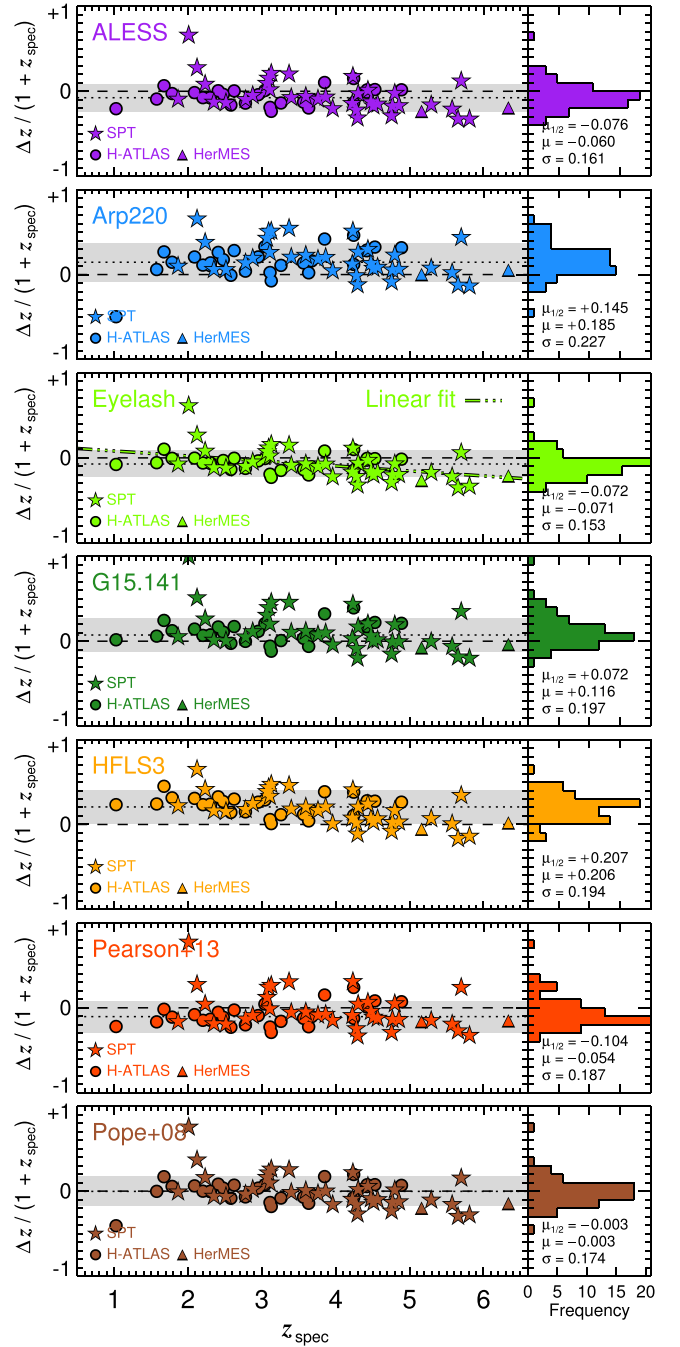 ALESS
+1
0
-1
Δz / (1 + z_spec)
SPT
H-ATLAS HerMES
μ1/2 = −0.076
μ = −0.060
σ = 0.161
Arp220
+1
0
-1
Δz / (1 + z_spec)
SPT
H-ATLAS HerMES
μ1/2 = +0.145
μ = +0.185
σ = 0.227
Eyelash Linear fit
+1
0
-1
Δz / (1 + z_spec)
SPT
H-ATLAS HerMES
μ1/2 = −0.072
μ = −0.071
σ = 0.153
G15.141
+1
0
-1
Δz / (1 + z_spec)
SPT
H-ATLAS HerMES
μ1/2 = +0.072
μ = +0.116
σ = 0.197
HFLS3
+1
0
-1
Δz / (1 + z_spec)
SPT
H-ATLAS HerMES
μ1/2 = +0.207
μ = +0.206
σ = 0.194
Pearson+13
+1
0
-1
Δz / (1 + z_spec)
SPT
H-ATLAS HerMES
μ1/2 = −0.104
μ = −0.054
σ = 0.187
Pope+08
+1
0
-1
Δz / (1 + z_spec)
SPT
H-ATLAS HerMES
μ1/2 = −0.003
μ = −0.003
σ = 0.174
1 2 3 4 5 6
z_spec
0 5 10 15 20
Frequency